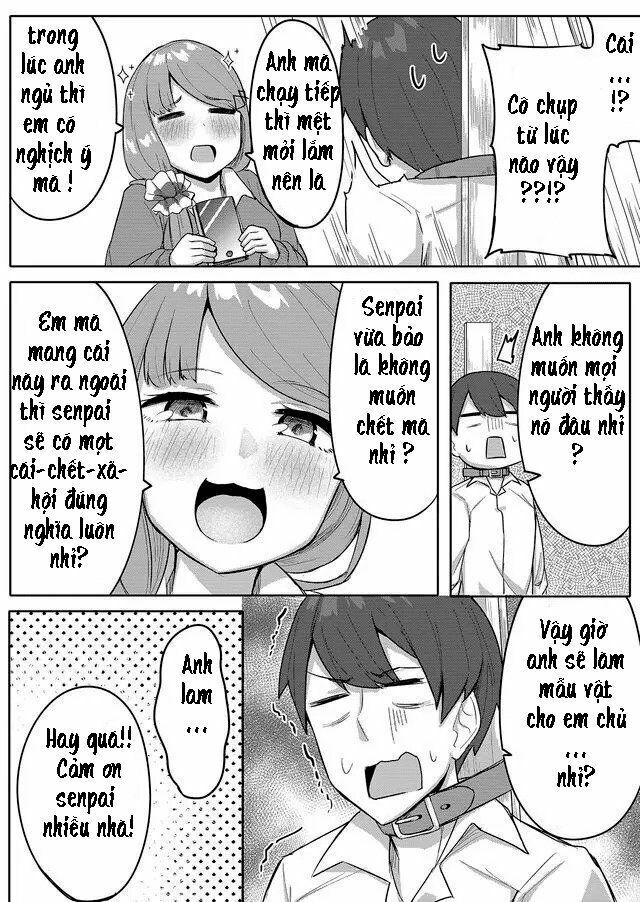 Cái
...
!?
Cô chụp
từ lúc
nào vậy
??!?
Anh mà
chạy tiếp
thì mệt
mỏi lắm
nên là
trong
lúc anh
ngủ thì
em có
nghịch ý
mà !
Anh không
muốn mọi
người thấy
nó đâu nhỉ
?
Senpai
vừa bảo
là không
muốn
chết mà
nhỉ ?
Em mà
mang cái
này ra ngoài
thì senpai
sẽ có một
cái-chết-xã-
hội đúng
nghĩa luôn
nhỉ?
Vậy giờ
anh sẽ làm
mẫu vật
cho em chứ
...
nhỉ?
Anh
lam
...
Hay quá!!
Cảm ơn
senpai
nhiều nhá!